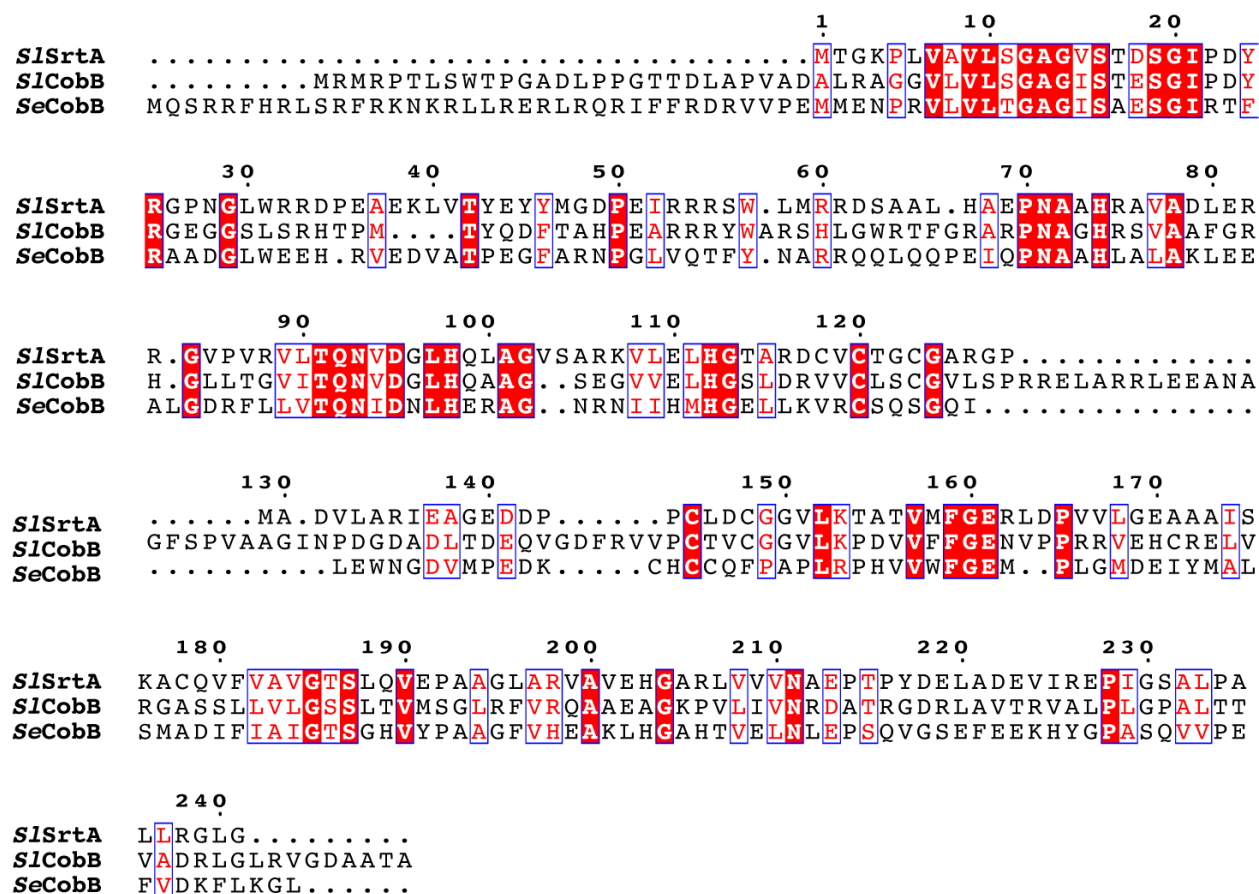 1 10 20
SlSrtA ....................................MTGKPLVAVLSGAGVSTDSGIPDY
SlCobB .........MRMRPTLSWTPGADLPPGTTDLAPVADALRAGGVLVLSGAGISTESGIPDY
SeCobB MQSRRFHRLSRFRKNKRLLRERLRQRIFFRDRVVPEMMENPRVLVLTGAGISAESGIRTF
30 40 50 60 70 80
SlSrtA RGPNGLWRRDPEAEKLVTYEYYMGDPEIRRRSW.LMRRDSAAL.HAEPNAAHRAVADLER
SlCobB RGEGGSLSRHTPM....TYQDFTAHPEARRRYWARSHLGWRTFGRARPNAGHRSVAAFGR
SeCobB RAADGLWEEH.RVEDVATPEGFARNPGLVQTFY.NARRQQLQQPEIQPNAAHLALAKLEE
90 100 110 120
SlSrtA R.GVPVRVLTQNVDGLHQLAGVSARKVLELHGTARDCVCTGCGARGP.............
SlCobB H.GLLTGVITQNVDGLHQAAG..SEGVVELHGSLDRVVCLSCGVLSPRRELARRLEEANA
SeCobB ALGDRFLLVTQNIDNLHERAG..NRNIIHMHGELLKVRCSQSGQI...............
130 140 150 160 170
SlSrtA ......MA.DVLARIEAGEDDP......PCLDCGGVLKTATVMFGERLDPVVLGEAAAIS
SlCobB GFSPVAAGINPDGDADLTDEQVGDFRVVPCTVCGGVLKPDVVFFGENVPPRRVEHCRELV
SeCobB ..........LEWNGDVMPEDK.....CHCCQFPAPLRPHVVWFGEM..PLGMDEIYMAL
180 190 200 210 220 230
SlSrtA KACQVFVAVGTSLQVEPAAGLARVAVEHGARLVVVNAEPTPYDELADEVIREPIGSALPA
SlCobB RGASSLLVLGSSLTVMSGLRFVRQAAEAGKPVLIVNRDATRGDRLAVTRVALPLGPALTT
SeCobB SMADIFIAIGTSGHVYPAAGFVHEAKLHGAHTVELNLEPSQVGSEFEEKHYGPASQVVPE
240
SlSrtA LLRGLG.........
SlCobB VADRLGLRVGDAATA
SeCobB FVDKFLKGL......